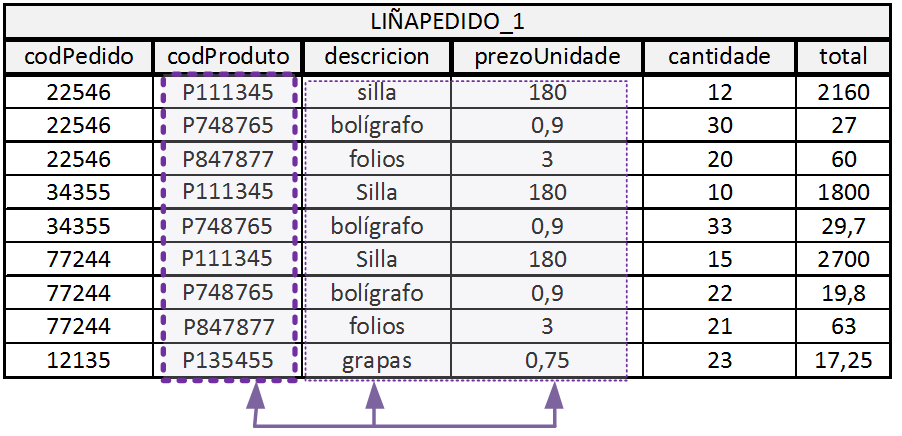 LIÑAPEDIDO_1
codPedido codProduto descricion prezoUnidade cantidade total
22546 P111345 silla 180 12 2160
22546 P748765 bolígrafo 0,9 30 27
22546 P847877 folios 3 20 60
34355 P111345 Silla 180 10 1800
34355 P748765 bolígrafo 0,9 33 29,7
77244 P111345 Silla 180 15 2700
77244 P748765 bolígrafo 0,9 22 19,8
77244 P847877 folios 3 21 63
12135 P135455 grapas 0,75 23 17,25